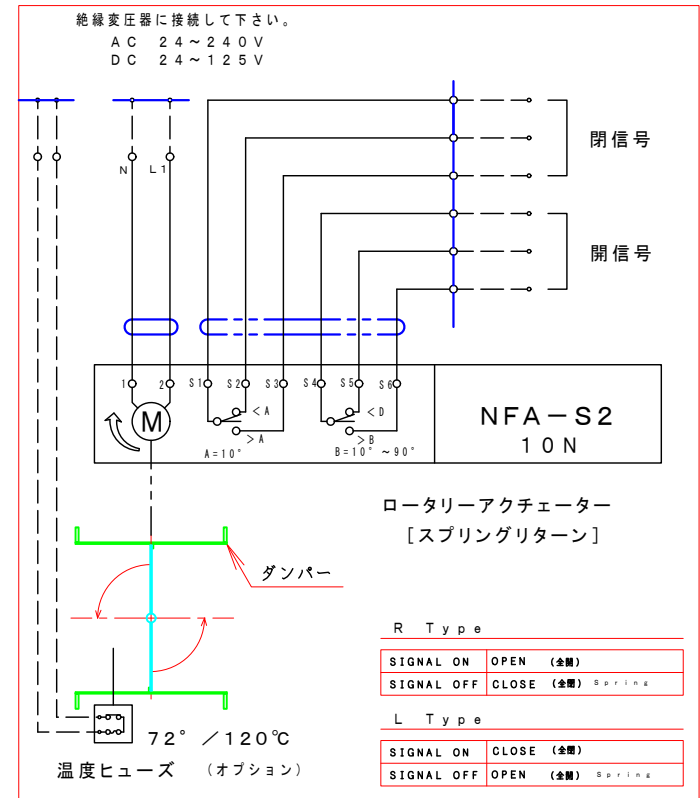 絶縁変圧器に接続して下さい。
AC 24~240V
DC 24~125V
N L1
閉信号
開信号
1 2 S1 S2 S3 S4 S5 S6
M
<A
>A
A=10°
<D
>B
B=10°~90°
NFA-S2
10N
ロータリーアクチェーター
[スプリングリターン]
ダンパー
R Type
SIGNAL ON OPEN (全開)
SIGNAL OFF CLOSE (全閉) Spring
L Type
SIGNAL ON CLOSE (全閉)
SIGNAL OFF OPEN (全開) Spring
72° /120℃
温度ヒューズ (オプション)